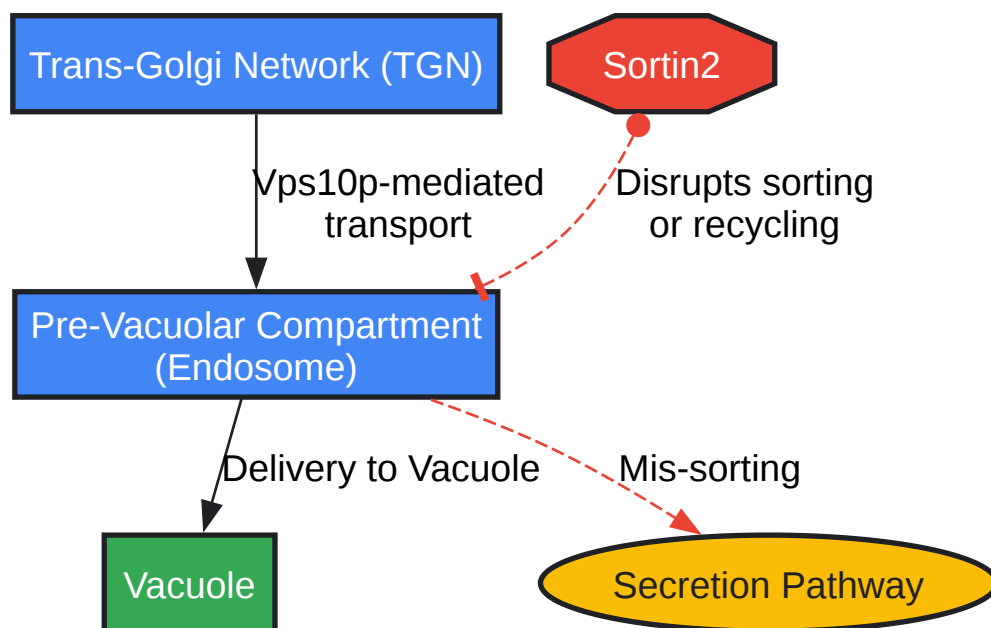 Trans-Golgi Network (TGN)
Sortin2
Vps10p-mediated
transport
Disrupts sorting
or recycling
Pre-Vacuolar Compartment
(Endosome)
Delivery to Vacuole
Mis-sorting
Vacuole
Secretion Pathway